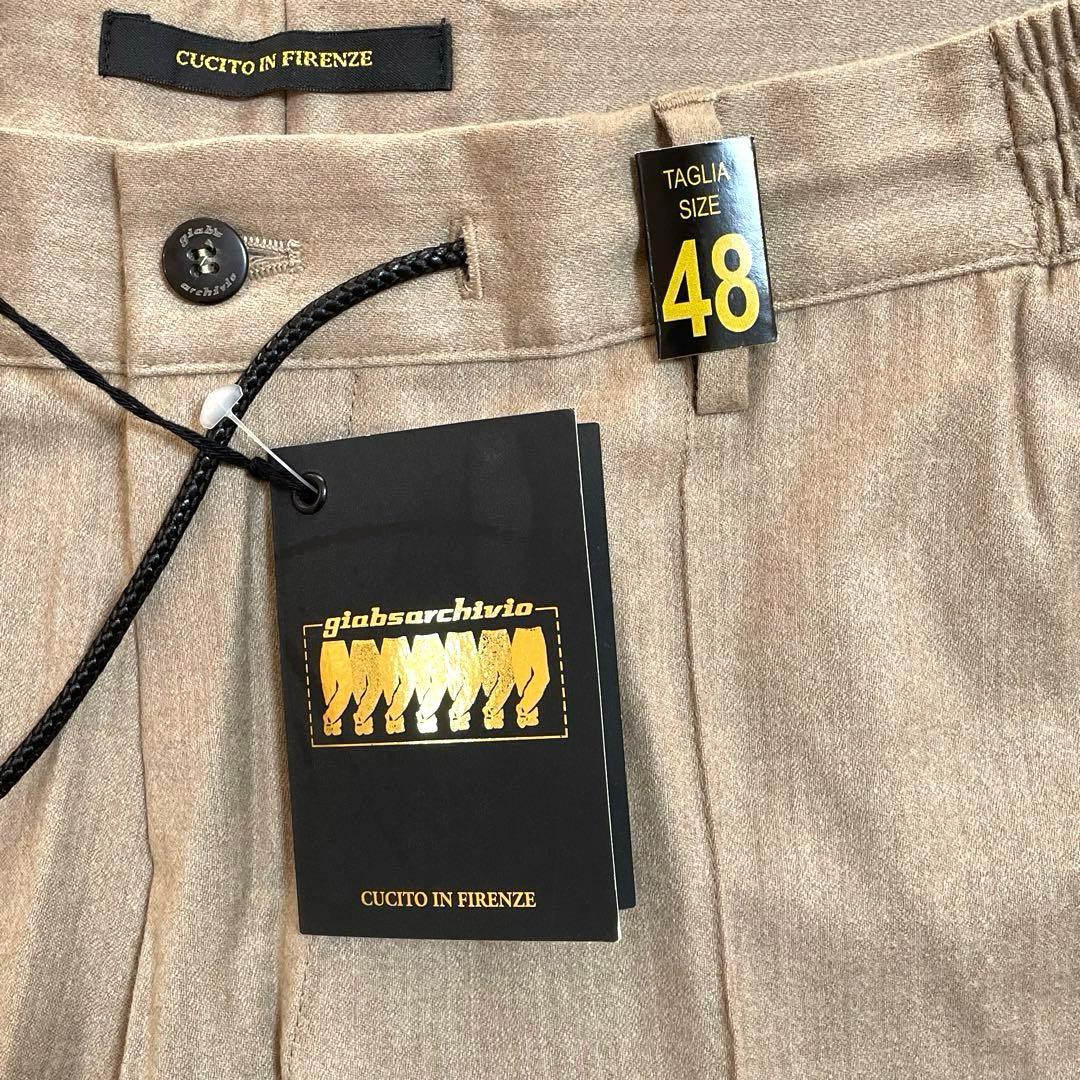 CUCITO IN FIRENZE
TAGLIA
SIZE
48
giab's
archivio
giabsarchivio
CUCITO IN FIRENZE